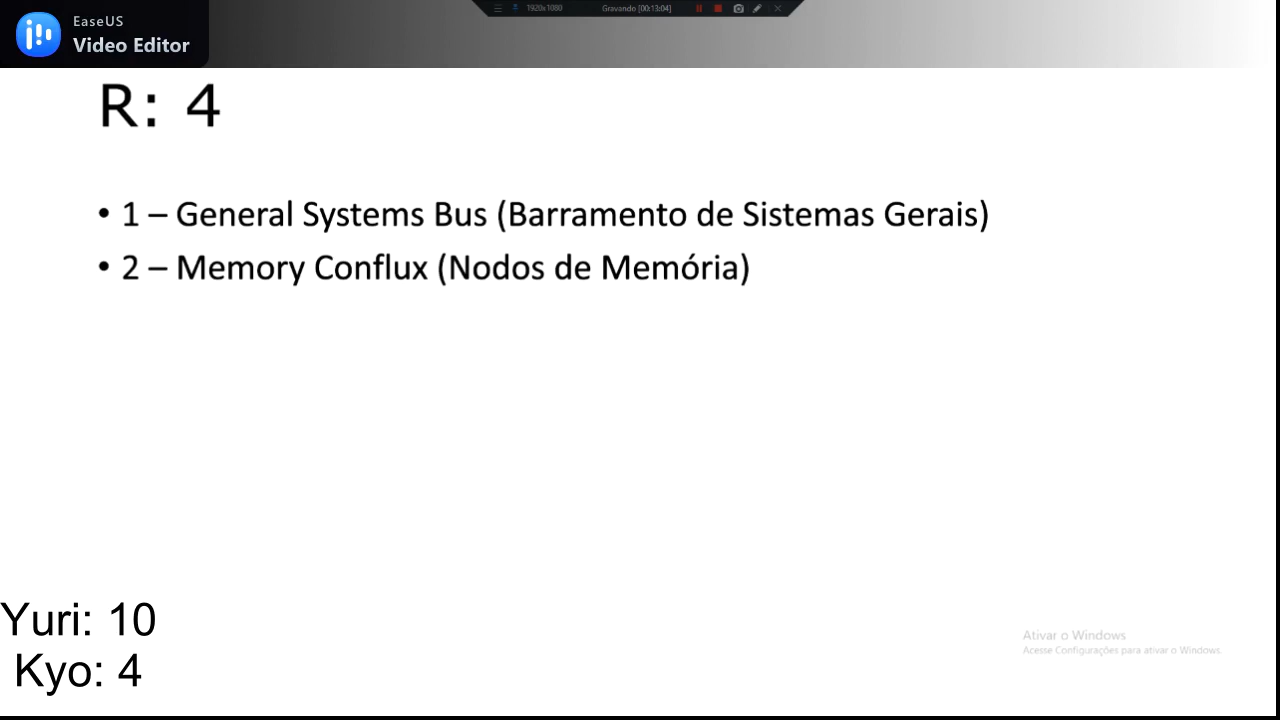 EaseUS
Video Editor
1920x1080
Gravando [00:13:04]
R: 4
• 1 – General Systems Bus (Barramento de Sistemas Gerais)
• 2 – Memory Conflux (Nodos de Memória)
Yuri: 10
Kyo: 4
Ativar o Windows
Acesse Configurações para ativar o Windows.